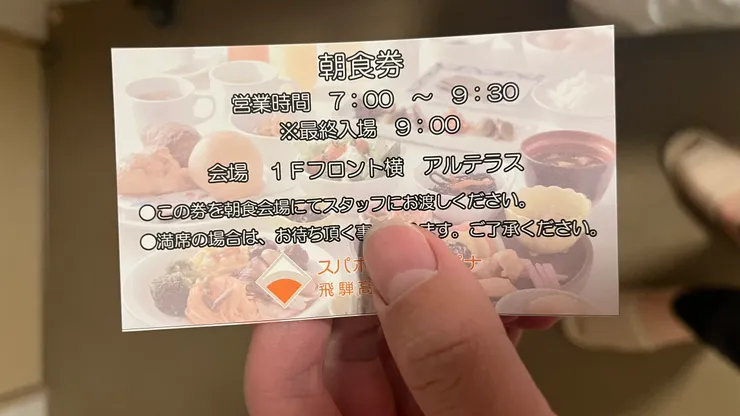 朝食券
営業時間 7：00 ～ 9：30
※最終入場 9：00
会場 1Fフロント横 アルテラス
●この券を朝食会場にてスタッフにお渡しください。
●満席の場合は、お待ち頂く事 ます。ご了承ください。
スパホ ナ
飛騨高